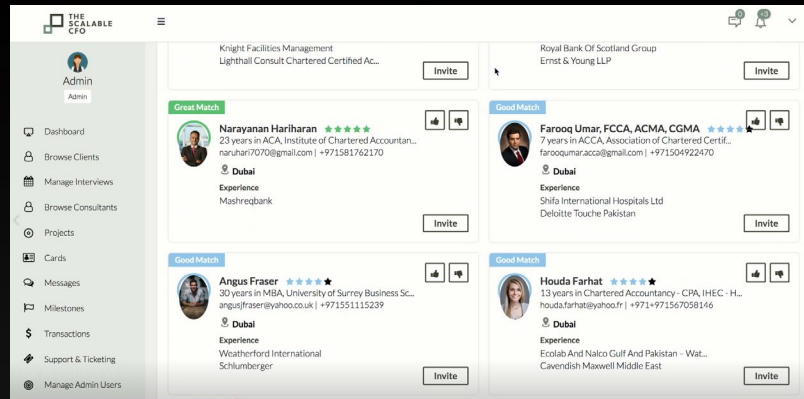 THE
SCALABLE
CFO
0
+3
Admin
Admin
Dashboard
Browse Clients
Manage Interviews
Browse Consultants
Projects
Cards
Messages
Milestones
Transactions
Support & Ticketing
Manage Admin Users
Knight Facilities Management
Lighthall Consult Chartered Certified Ac...
Invite
Royal Bank Of Scotland Group
Ernst & Young LLP
Invite
Great Match
Narayanan Hariharan
23 years in ACA, Institute of Chartered Accountan...
naruhari7070@gmail.com | +971581762170
Dubai
Experience
Mashreqbank
Invite
Good Match
Farooq Umar, FCCA, ACMA, CGMA
7 years in ACCA, Association of Chartered Certif...
farooqumar.acca@gmail.com | +971504922470
Dubai
Experience
Shifa International Hospitals Ltd
Deloitte Touche Pakistan
Invite
Good Match
Angus Fraser
30 years in MBA, University of Surrey Business Sc...
angusjfraser@yahoo.co.uk | +971551115239
Dubai
Experience
Weatherford International
Schlumberger
Invite
Good Match
Houda Farhat
13 years in Chartered Accountancy - CPA, IHEC - H...
houda.farhat@yahoo.fr | +971+971567058146
Dubai
Experience
Ecolab And Nalco Gulf And Pakistan – Wat...
Cavendish Maxwell Middle East
Invite